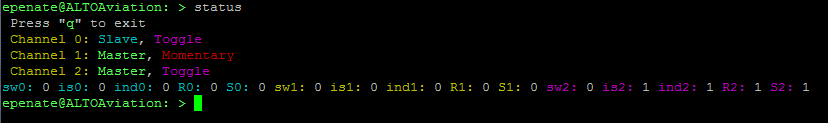 epenate@ALTOAviation: > status
Press "q" to exit
Channel 0: Slave, Toggle
Channel 1: Master, Momentary
Channel 2: Master, Toggle
sw0: 0 is0: 0 ind0: 0 R0: 0 S0: 0 sw1: 0 is1: 0 ind1: 0 R1: 0 S1: 0 sw2: 0 is2: 1 ind2: 1 R2: 1 S2: 1
epenate@ALTOAviation: >